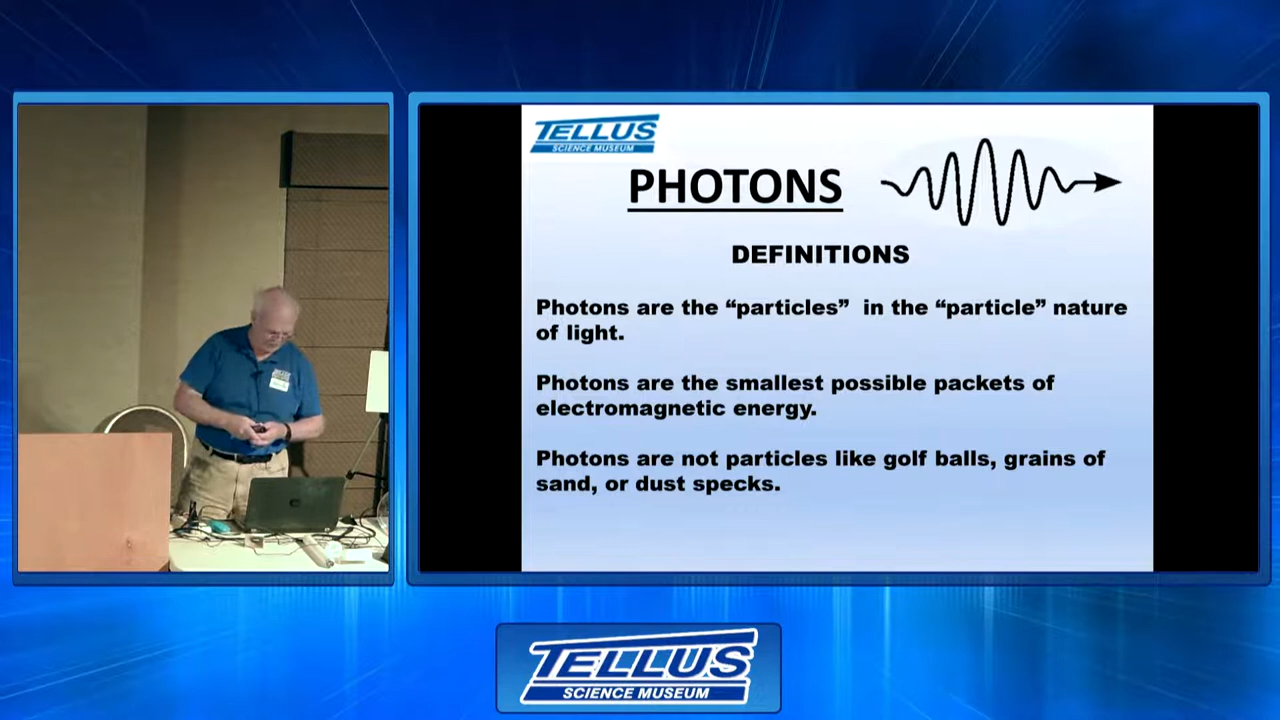 TELLUS
SCIENCE MUSEUM
PHOTONS
DEFINITIONS
Photons are the “particles”  in the “particle” nature
of light.
Photons are the smallest possible packets of
electromagnetic energy.
Photons are not particles like golf balls, grains of
sand, or dust specks.
TELLUS
SCIENCE MUSEUM